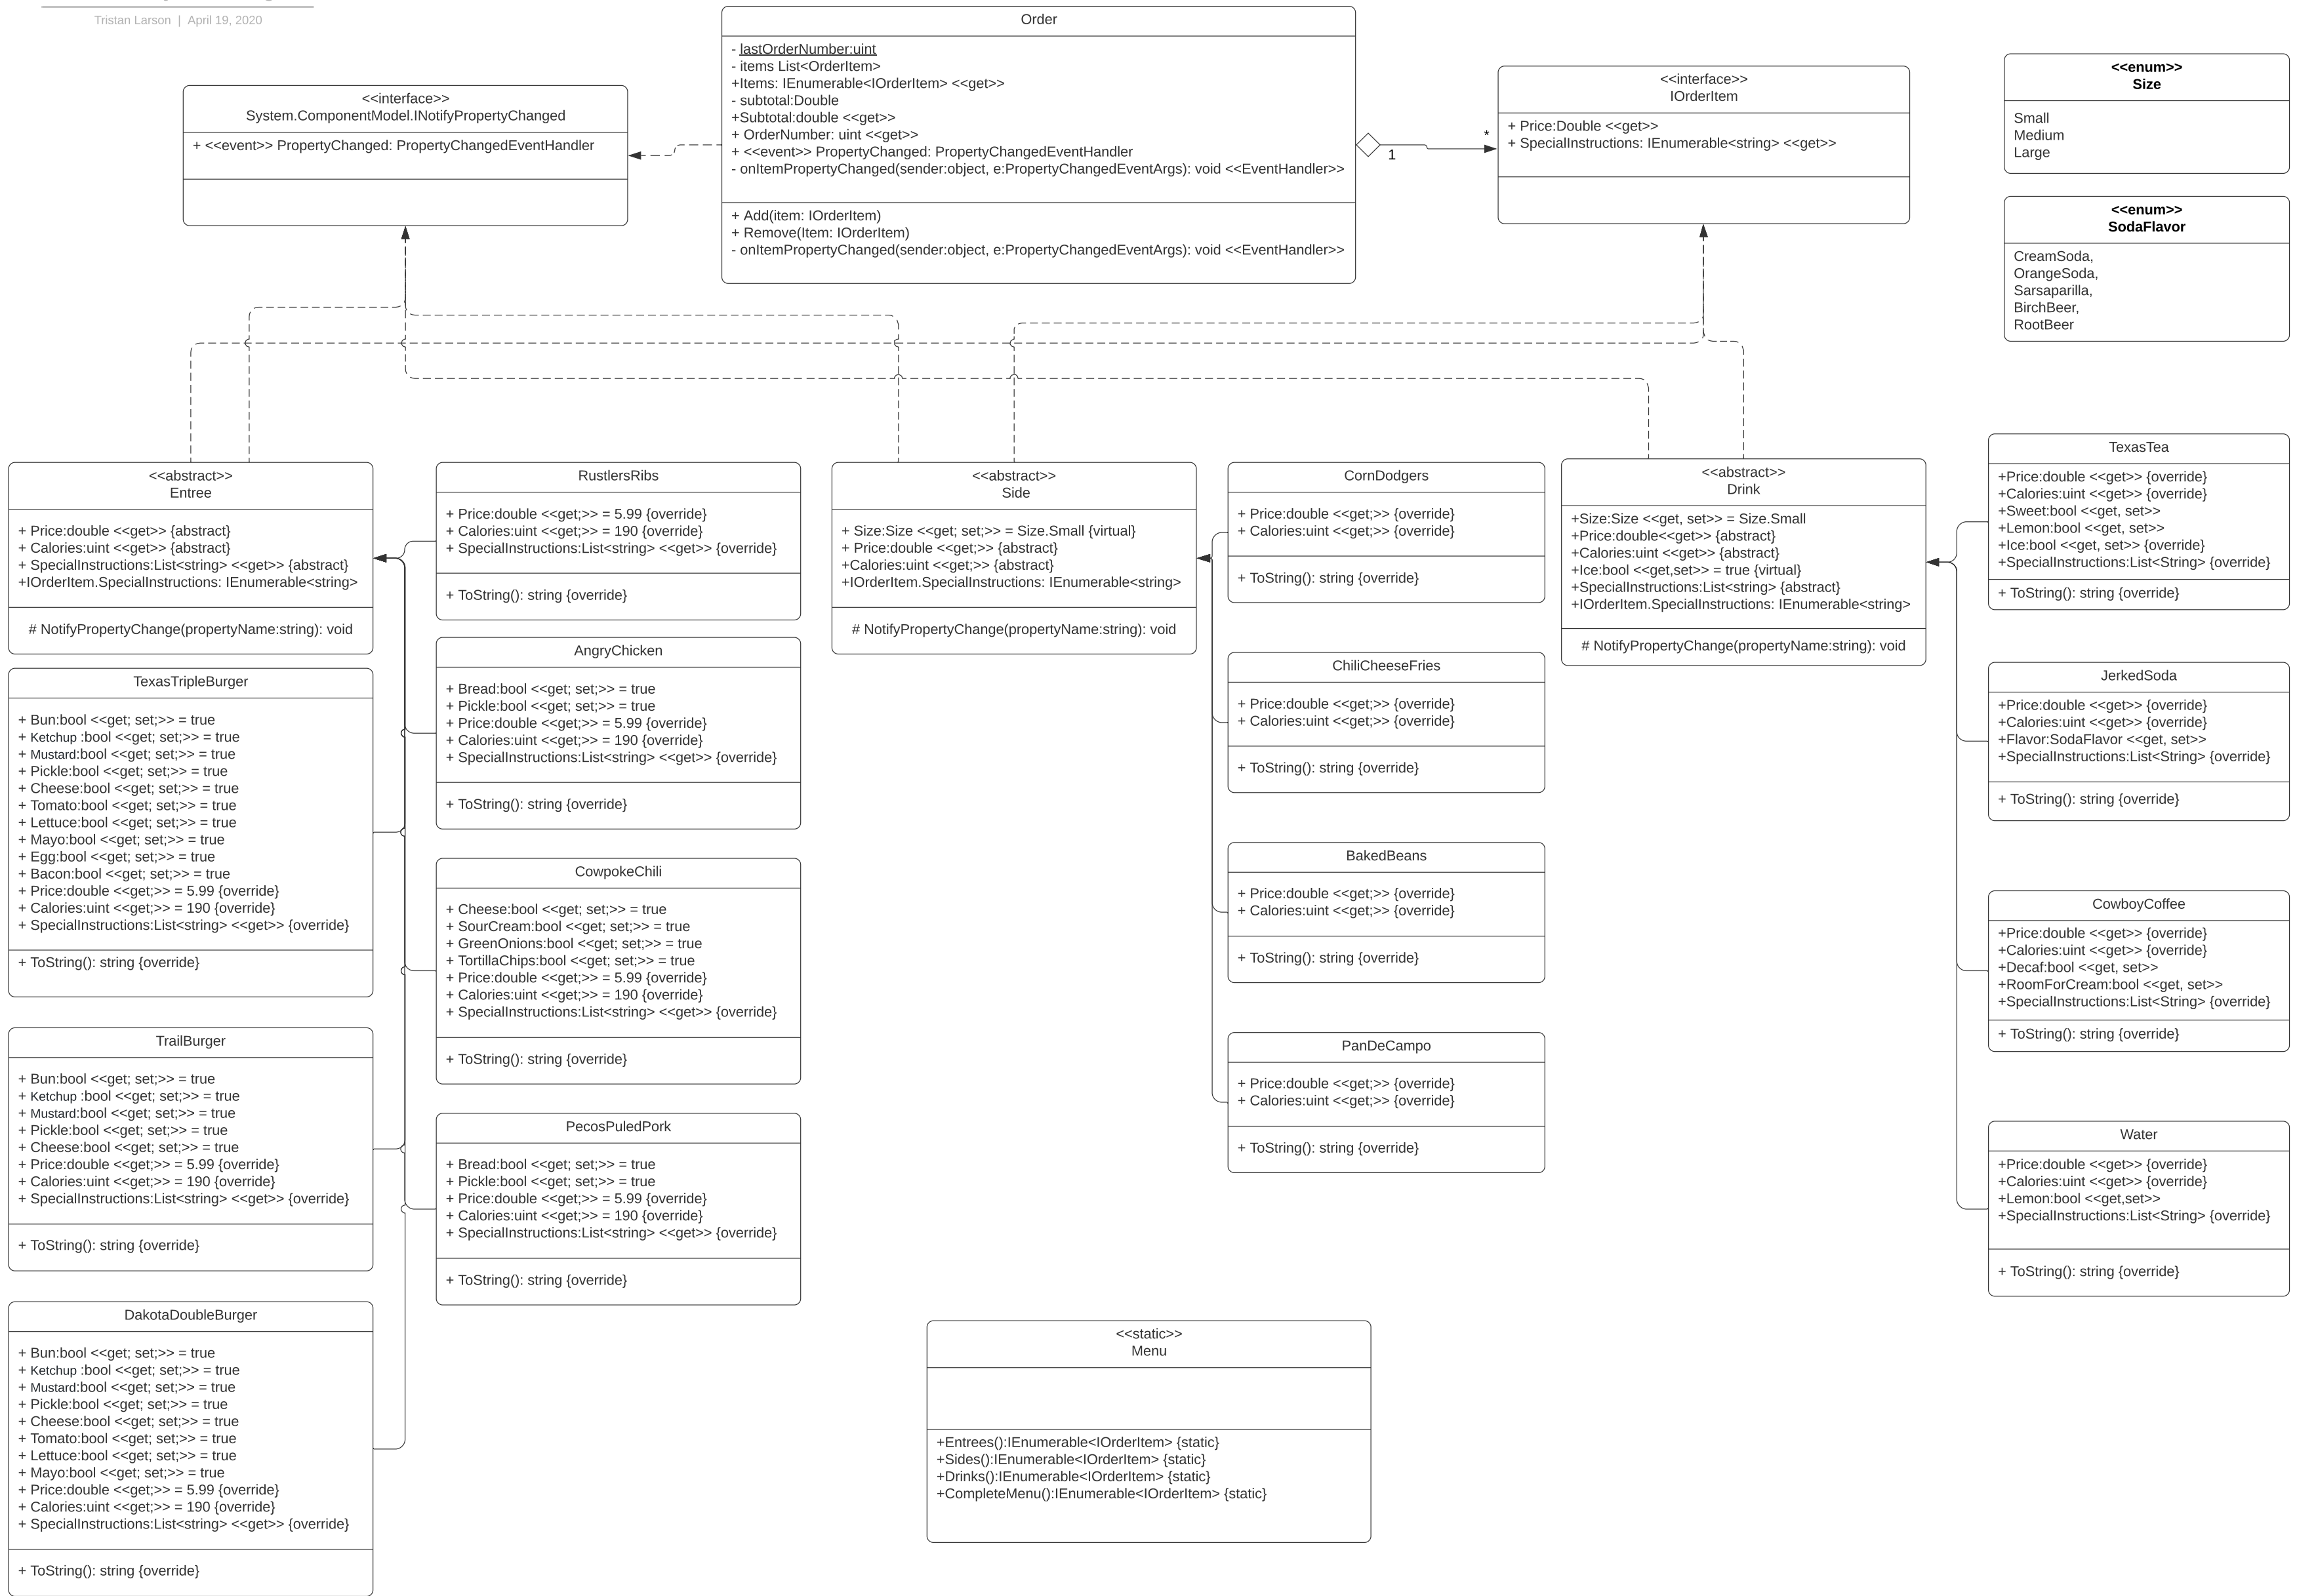 Tristan Larson | April 19, 2020
Order
- lastOrderNumber:uint
- items List<OrderItem>
+Items: IEnumerable<IOrderItem> <<get>>
- subtotal:Double
+Subtotal:double <<get>>
+ OrderNumber: uint <<get>>
+ <<event>> PropertyChanged: PropertyChangedEventHandler
- onItemPropertyChanged(sender:object, e:PropertyChangedEventArgs): void <<EventHandler>>
+ Add(item: IOrderItem)
+ Remove(Item: IOrderItem)
- onItemPropertyChanged(sender:object, e:PropertyChangedEventArgs): void <<EventHandler>>
<<interface>>
System.ComponentModel.INotifyPropertyChanged
+ <<event>> PropertyChanged: PropertyChangedEventHandler
1
*
<<interface>>
IOrderItem
+ Price:Double <<get>>
+ SpecialInstructions: IEnumerable<string> <<get>>
<<enum>>
Size
Small
Medium
Large
<<enum>>
SodaFlavor
CreamSoda,
OrangeSoda,
Sarsaparilla,
BirchBeer,
RootBeer
<<abstract>>
Entree
+ Price:double <<get>> {abstract}
+ Calories:uint <<get>> {abstract}
+ SpecialInstructions:List<string> <<get>> {abstract}
+IOrderItem.SpecialInstructions: IEnumerable<string>
# NotifyPropertyChange(propertyName:string): void
TexasTripleBurger
+ Bun:bool <<get; set;>> = true
+ Ketchup :bool <<get; set;>> = true
+ Mustard:bool <<get; set;>> = true
+ Pickle:bool <<get; set;>> = true
+ Cheese:bool <<get; set;>> = true
+ Tomato:bool <<get; set;>> = true
+ Lettuce:bool <<get; set;>> = true
+ Mayo:bool <<get; set;>> = true
+ Egg:bool <<get; set;>> = true
+ Bacon:bool <<get; set;>> = true
+ Price:double <<get;>> = 5.99 {override}
+ Calories:uint <<get;>> = 190 {override}
+ SpecialInstructions:List<string> <<get>> {override}
+ ToString(): string {override}
TrailBurger
+ Bun:bool <<get; set;>> = true
+ Ketchup :bool <<get; set;>> = true
+ Mustard:bool <<get; set;>> = true
+ Pickle:bool <<get; set;>> = true
+ Cheese:bool <<get; set;>> = true
+ Price:double <<get;>> = 5.99 {override}
+ Calories:uint <<get;>> = 190 {override}
+ SpecialInstructions:List<string> <<get>> {override}
+ ToString(): string {override}
DakotaDoubleBurger
+ Bun:bool <<get; set;>> = true
+ Ketchup :bool <<get; set;>> = true
+ Mustard:bool <<get; set;>> = true
+ Pickle:bool <<get; set;>> = true
+ Cheese:bool <<get; set;>> = true
+ Tomato:bool <<get; set;>> = true
+ Lettuce:bool <<get; set;>> = true
+ Mayo:bool <<get; set;>> = true
+ Price:double <<get;>> = 5.99 {override}
+ Calories:uint <<get;>> = 190 {override}
+ SpecialInstructions:List<string> <<get>> {override}
+ ToString(): string {override}
RustlersRibs
+ Price:double <<get;>> = 5.99 {override}
+ Calories:uint <<get;>> = 190 {override}
+ SpecialInstructions:List<string> <<get>> {override}
+ ToString(): string {override}
AngryChicken
+ Bread:bool <<get; set;>> = true
+ Pickle:bool <<get; set;>> = true
+ Price:double <<get;>> = 5.99 {override}
+ Calories:uint <<get;>> = 190 {override}
+ SpecialInstructions:List<string> <<get>> {override}
+ ToString(): string {override}
CowpokeChili
+ Cheese:bool <<get; set;>> = true
+ SourCream:bool <<get; set;>> = true
+ GreenOnions:bool <<get; set;>> = true
+ TortillaChips:bool <<get; set;>> = true
+ Price:double <<get;>> = 5.99 {override}
+ Calories:uint <<get;>> = 190 {override}
+ SpecialInstructions:List<string> <<get>> {override}
+ ToString(): string {override}
PecosPuledPork
+ Bread:bool <<get; set;>> = true
+ Pickle:bool <<get; set;>> = true
+ Price:double <<get;>> = 5.99 {override}
+ Calories:uint <<get;>> = 190 {override}
+ SpecialInstructions:List<string> <<get>> {override}
+ ToString(): string {override}
<<abstract>>
Side
+ Size:Size <<get; set;>> = Size.Small {virtual}
+ Price:double <<get;>> {abstract}
+Calories:uint <<get;>> {abstract}
+IOrderItem.SpecialInstructions: IEnumerable<string>
# NotifyPropertyChange(propertyName:string): void
CornDodgers
+ Price:double <<get;>> {override}
+ Calories:uint <<get;>> {override}
+ ToString(): string {override}
ChiliCheeseFries
+ Price:double <<get;>> {override}
+ Calories:uint <<get;>> {override}
+ ToString(): string {override}
BakedBeans
+ Price:double <<get;>> {override}
+ Calories:uint <<get;>> {override}
+ ToString(): string {override}
PanDeCampo
+ Price:double <<get;>> {override}
+ Calories:uint <<get;>> {override}
+ ToString(): string {override}
<<abstract>>
Drink
+Size:Size <<get, set>> = Size.Small
+Price:double<<get>> {abstract}
+Calories:uint <<get>> {abstract}
+Ice:bool <<get,set>> = true {virtual}
+SpecialInstructions:List<string> {abstract}
+IOrderItem.SpecialInstructions: IEnumerable<string>
# NotifyPropertyChange(propertyName:string): void
TexasTea
+Price:double <<get>> {override}
+Calories:uint <<get>> {override}
+Sweet:bool <<get, set>>
+Lemon:bool <<get, set>>
+Ice:bool <<get, set>> {override}
+SpecialInstructions:List<String> {override}
+ ToString(): string {override}
JerkedSoda
+Price:double <<get>> {override}
+Calories:uint <<get>> {override}
+Flavor:SodaFlavor <<get, set>>
+SpecialInstructions:List<String> {override}
+ ToString(): string {override}
CowboyCoffee
+Price:double <<get>> {override}
+Calories:uint <<get>> {override}
+Decaf:bool <<get, set>>
+RoomForCream:bool <<get, set>>
+SpecialInstructions:List<String> {override}
+ ToString(): string {override}
Water
+Price:double <<get>> {override}
+Calories:uint <<get>> {override}
+Lemon:bool <<get,set>>
+SpecialInstructions:List<String> {override}
+ ToString(): string {override}
<<static>>
Menu
+Entrees():IEnumerable<IOrderItem> {static}
+Sides():IEnumerable<IOrderItem> {static}
+Drinks():IEnumerable<IOrderItem> {static}
+CompleteMenu():IEnumerable<IOrderItem> {static}